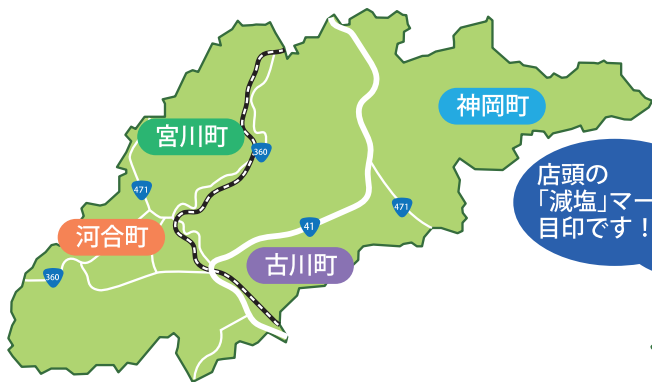 神岡町
宮川町
360
471
471
河合町
41
古川町
360
店頭の
「減塩」マー
目印です！